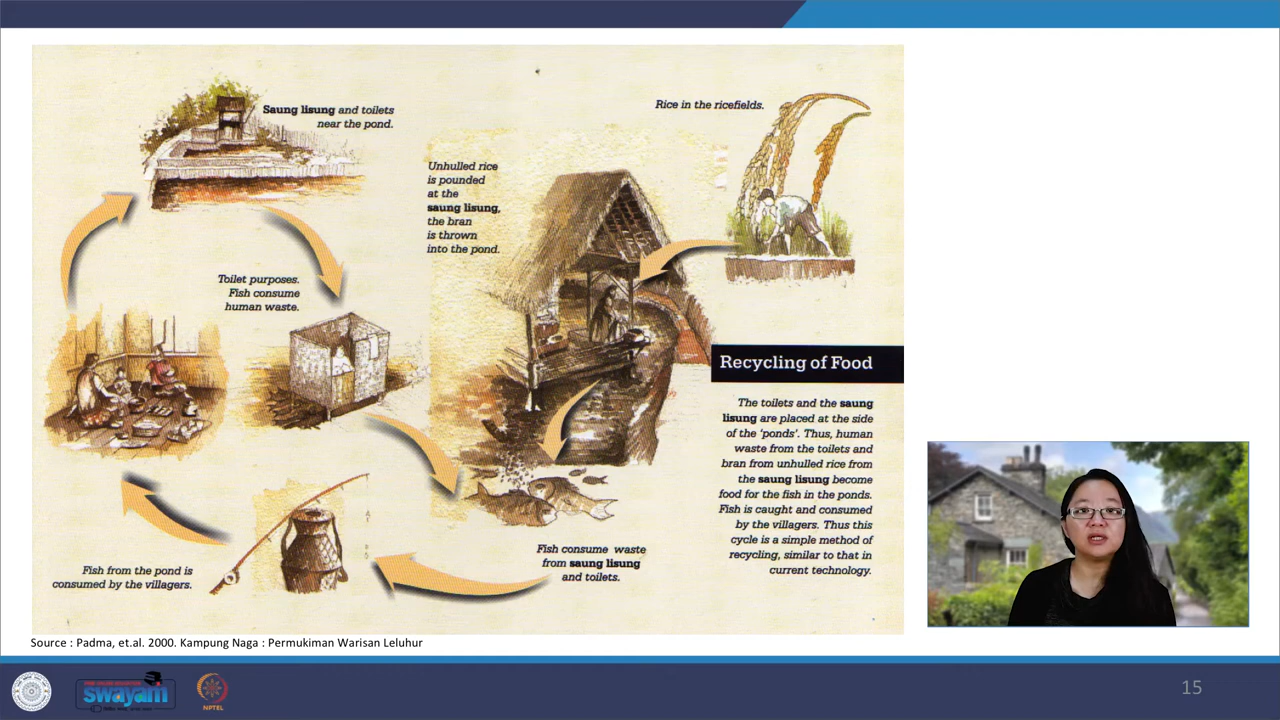 Saung lisung and toilets
near the pond.
Rice in the ricefields.
Unhulled rice
is pounded
at the
saung lisung,
the bran
is thrown
into the pond.
Toilet purposes.
Fish consume
human waste.
Recycling of Food
The toilets and the saung
lisung are placed at the side
of the ‘ponds’. Thus, human
waste from the toilets and
bran from unhulled rice from
the saung lisung become
food for the fish in the ponds.
Fish is caught and consumed
by the villagers. Thus this
cycle is a simple method of
recycling, similar to that in
current technology.
Fish consume waste
from saung lisung
and toilets.
Fish from the pond is
consumed by the villagers.
Source : Padma, et.al. 2000. Kampung Naga : Permukiman Warisan Leluhur
swayam
NPTEL
15